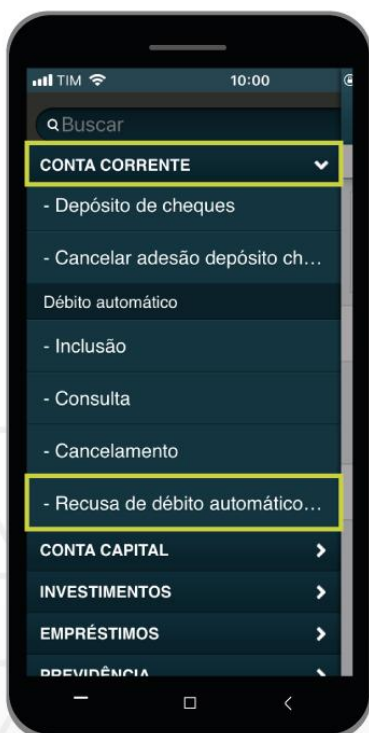 TIM 10:00
Buscar
CONTA CORRENTE
- Depósito de cheques
- Cancelar adesão depósito ch...
Débito automático
- Inclusão
- Consulta
- Cancelamento
- Recusa de débito automático...
CONTA CAPITAL
INVESTIMENTOS
EMPRÉSTIMOS
PREVIDÊNCIA